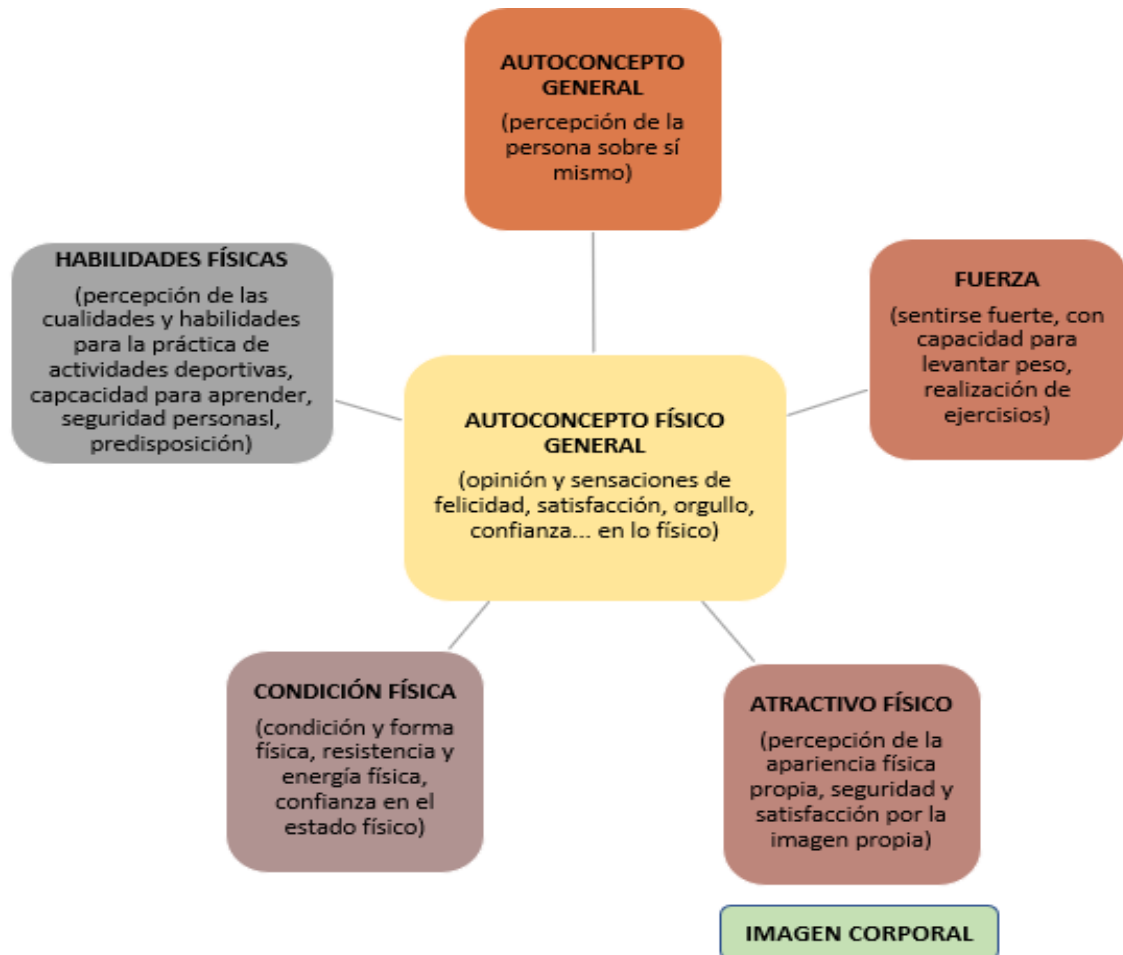 AUTOCONCEPTO
GENERAL
(percepción de la
persona sobre sí
mismo)
HABILIDADES FÍSICAS
(percepción de las
cualidades y habilidades
para la práctica de
actividades deportivas,
capcacidad para aprender,
seguridad personasl,
predisposición)
FUERZA
(sentirse fuerte, con
capacidad para
levantar peso,
realización de
ejercisios)
AUTOCONCEPTO FÍSICO
GENERAL
(opinión y sensaciones de
felicidad, satisfacción, orgullo,
confianza... en lo físico)
CONDICIÓN FÍSICA
(condición y forma
física, resistencia y
energía física,
confianza en el
estado físico)
ATRACTIVO FÍSICO
(percepción de la
apariencia física
propia, seguridad y
satisfacción por la
imagen propia)
IMAGEN CORPORAL